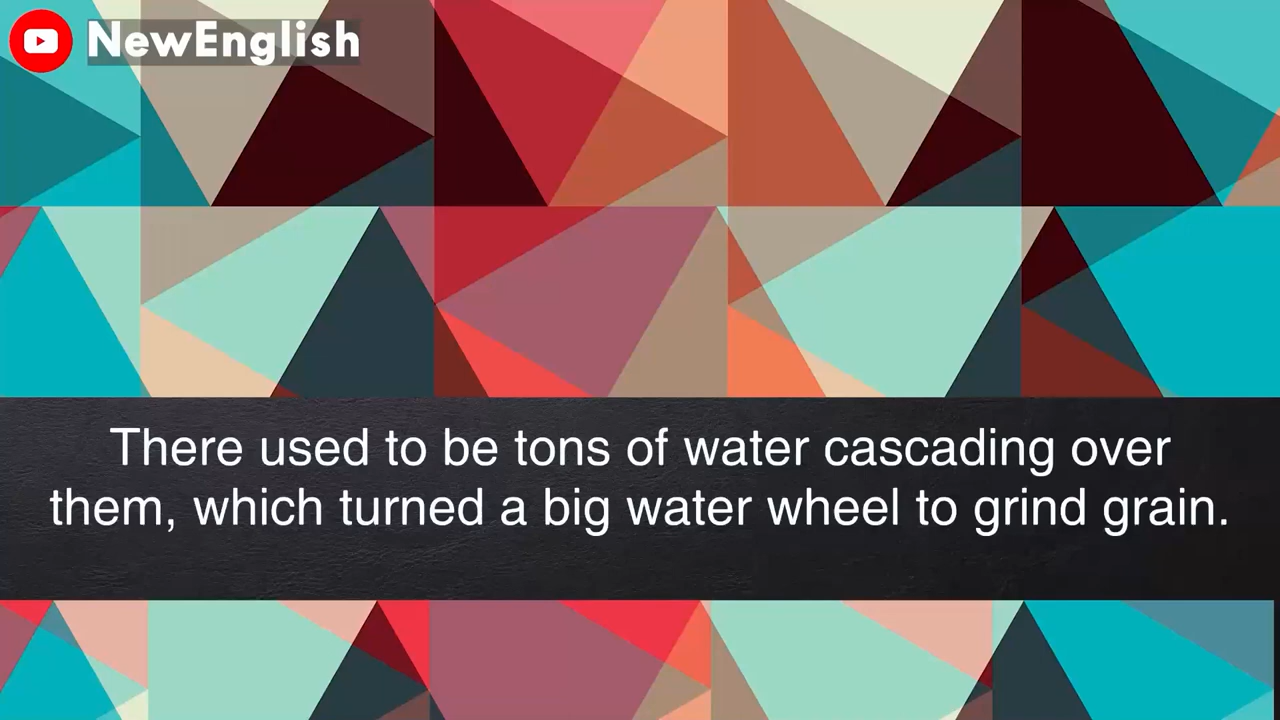 NewEnglish
There used to be tons of water cascading over
them, which turned a big water wheel to grind grain.